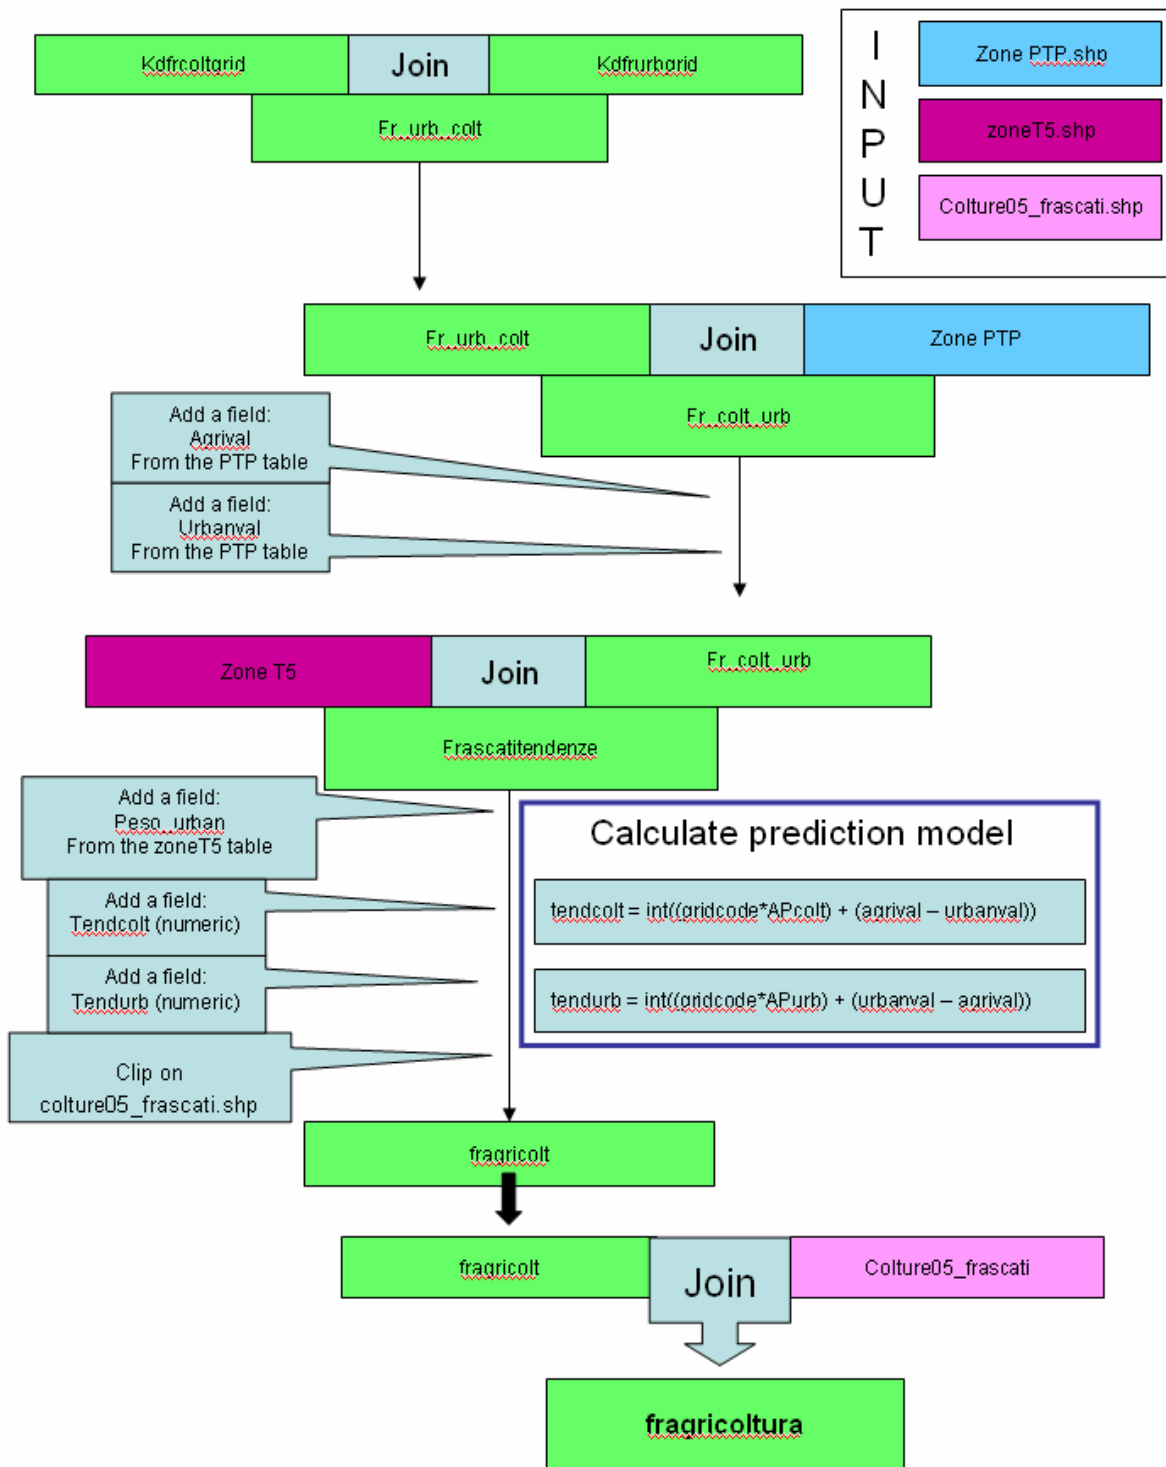 Kdfrcoltgrid
Join
Kdfrurbgrid
Fr_urb_colt
I
N
P
U
T
Zone PTP.shp
zoneT5.shp
Colture05_frascati.shp
Fr_urb_colt
Join
Zone PTP
Fr_colt_urb
Add a field:
Agrival
From the PTP table
Add a field:
Urbanval
From the PTP table
Zone T5
Join
Fr_colt_urb
Frascatitendenze
Add a field:
Peso_urban
From the zoneT5 table
Add a field:
Tendcolt (numeric)
Add a field:
Tendurb (numeric)
Clip on
colture05_frascati.shp
Calculate prediction model
tendcolt = int((gridcode*APcolt) + (agrival – urbanval))
tendurb = int((gridcode*APurb) + (urbanval – agrival))
fragricolt
fragricolt
Join
Colture05_frascati
fragricoltura